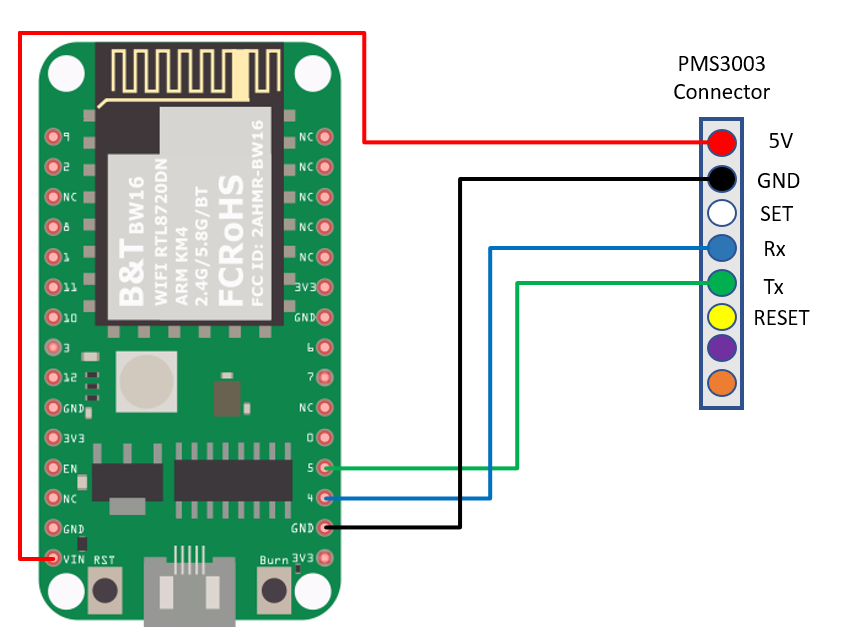 PMS3003
Connector
5V
GND
SET
Rx
Tx
RESET
9
2
NC
8
1
11
10
3
12
GND
3V3
EN
NC
GND
VIN
RST
B&T BW16
WIFI RTL8720DN
ARM KM4
2.4G/5.8G/BT
FCRoHS
FCC ID: 2AHMR-BW16
NC
NC
NC
NC
NC
3V3
GND
6
7
NC
0
5
4
GND
3V3
Burn